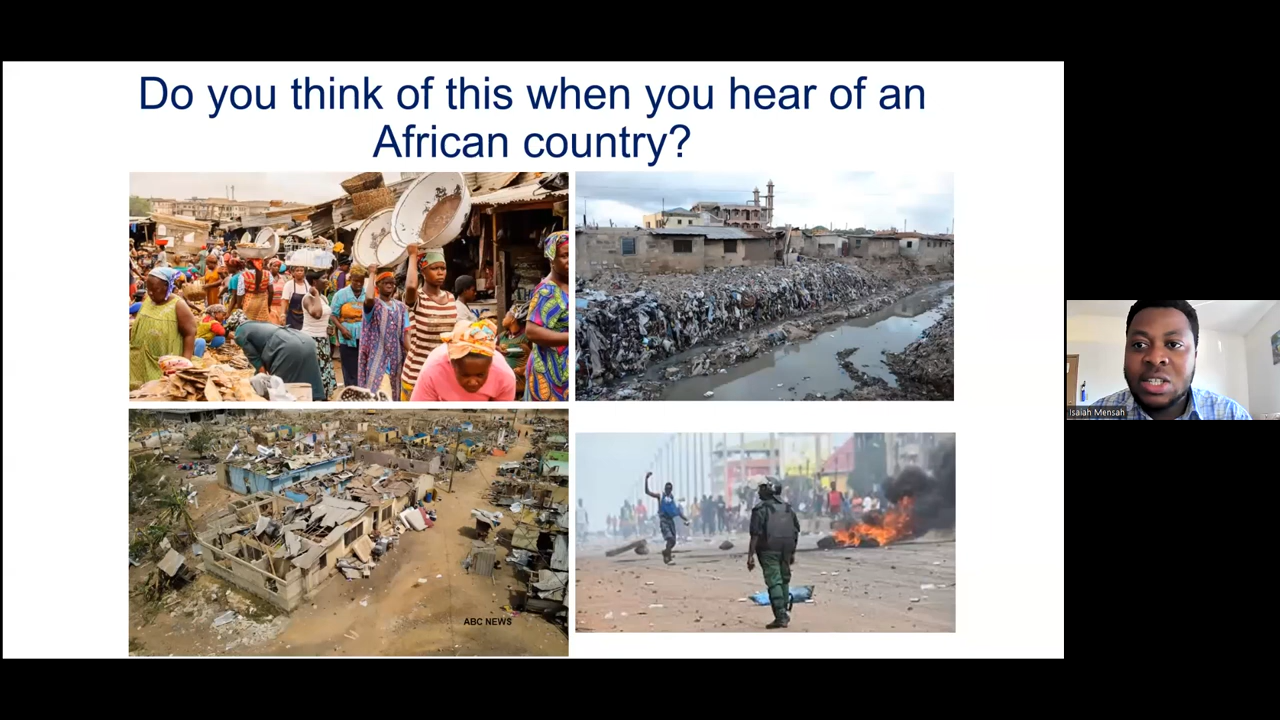 Do you think of this when you hear of an
African country?
ABC NEWS
Isaiah Mensah